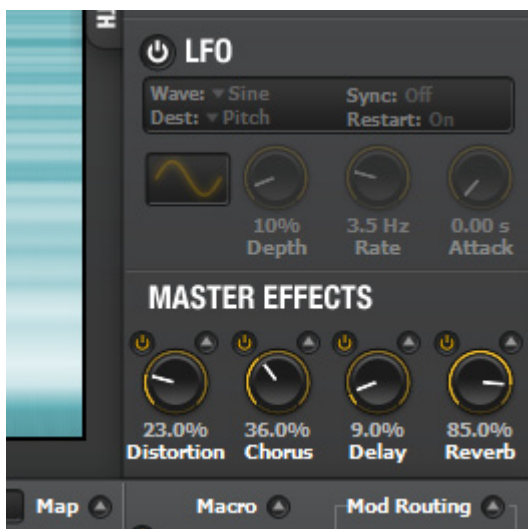 TH
LFO
Wave: Sine Sync: Off
Dest: Pitch Restart: On
10% 3.5 Hz 0.00 s
Depth Rate Attack
MASTER EFFECTS
23.0% 36.0% 9.0% 85.0%
Distortion Chorus Delay Reverb
Map Macro Mod Routing